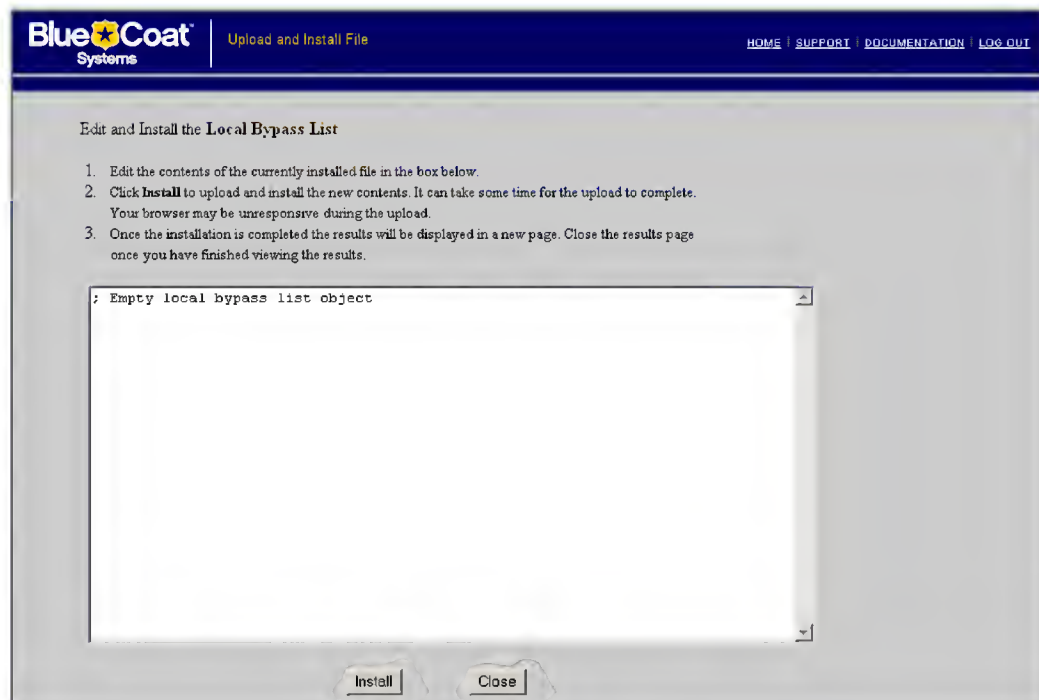 Blue Coat™
Systems
Upload and Install File
HOME | SUPPORT | DOCUMENTATION | LOG OUT
Edit and Install the Local Bypass List
1. Edit the contents of the currently installed file in the box below.
2. Click Install to upload and install the new contents. It can take some time for the upload to complete.
Your browser may be unresponsive during the upload.
3. Once the installation is completed the results will be displayed in a new page. Close the results page
once you have finished viewing the results.
; Empty local bypass list object
Install
Close